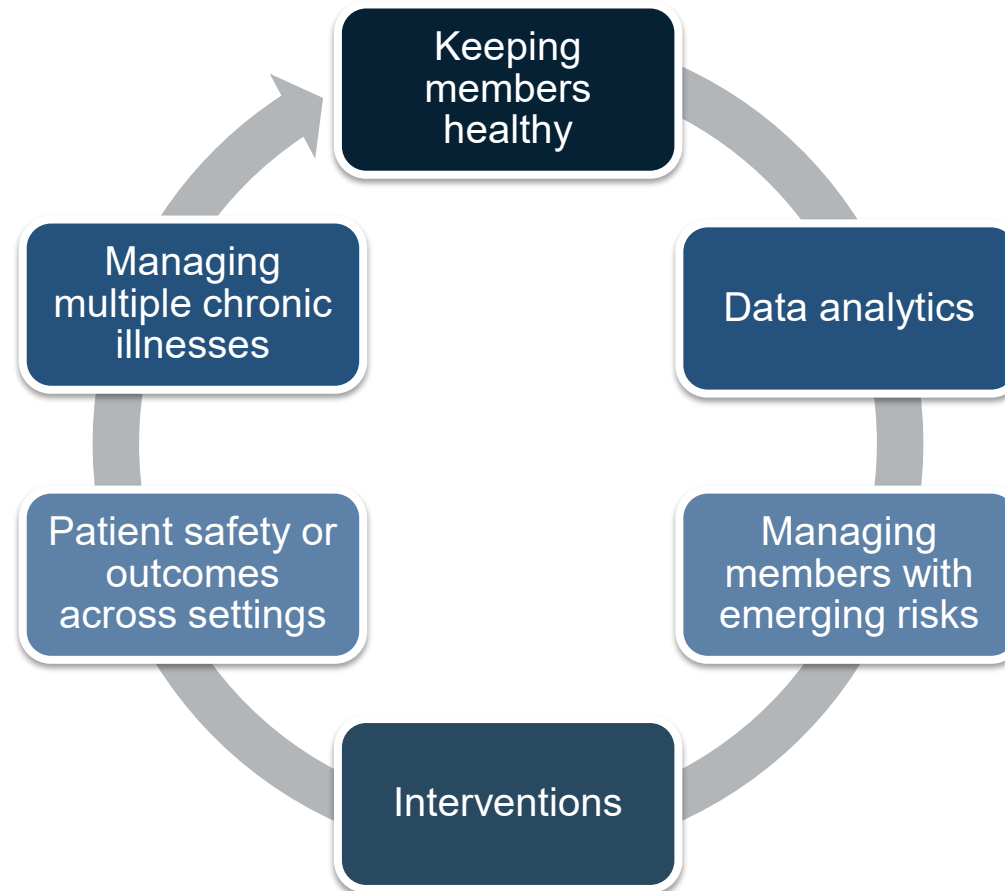 Keeping
members
healthy
Data analytics
Managing
members with
emerging risks
Interventions
Patient safety or
outcomes
across settings
Managing
multiple chronic
illnesses